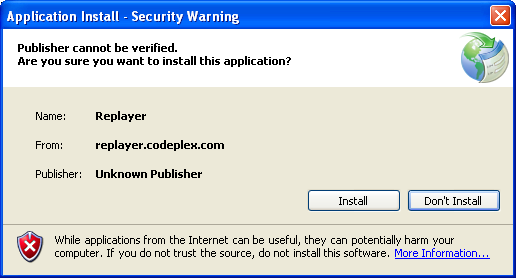 Application Install - Security Warning
Publisher cannot be verified.
Are you sure you want to install this application?
Name: Replayer
From: replayer.codeplex.com
Publisher: Unknown Publisher
Install Don't Install
While applications from the Internet can be useful, they can potentially harm your
computer. If you do not trust the source, do not install this software. More Information...